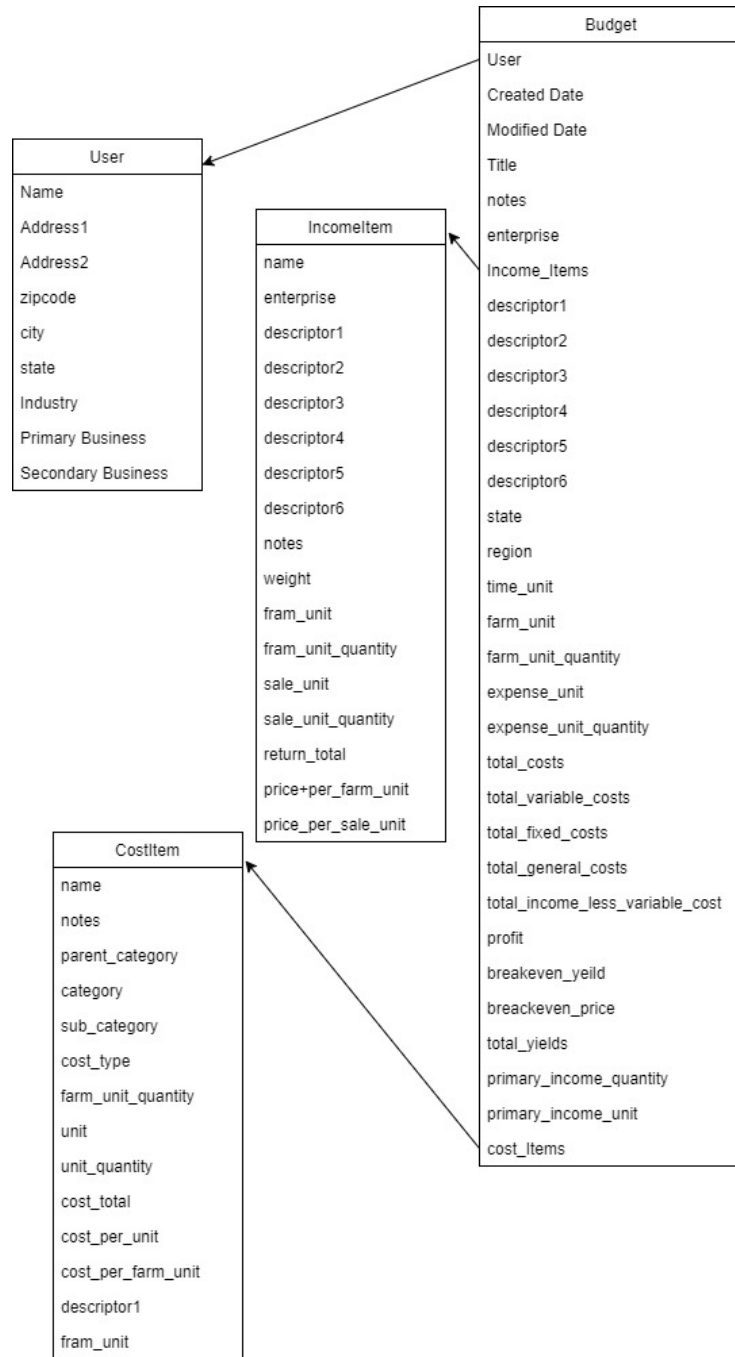 Budget
User
Created Date
Modified Date
Title
notes
enterprise
Income_Items
descriptor1
descriptor2
descriptor3
descriptor4
descriptor5
descriptor6
state
region
time_unit
farm_unit
farm_unit_quantity
expense_unit
expense_unit_quantity
total_costs
total_variable_costs
total_fixed_costs
total_general_costs
total_income_less_variable_cost
profit
breakeven_yeild
breackeven_price
total_yields
primary_income_quantity
primary_income_unit
cost_Items
User
Name
Address1
Address2
zipcode
city
state
Industry
Primary Business
Secondary Business
IncomeItem
name
enterprise
descriptor1
descriptor2
descriptor3
descriptor4
descriptor5
descriptor6
notes
weight
fram_unit
fram_unit_quantity
sale_unit
sale_unit_quantity
return_total
price+per_farm_unit
price_per_sale_unit
CostItem
name
notes
parent_category
category
sub_category
cost_type
farm_unit_quantity
unit
unit_quantity
cost_total
cost_per_unit
cost_per_farm_unit
descriptor1
fram_unit